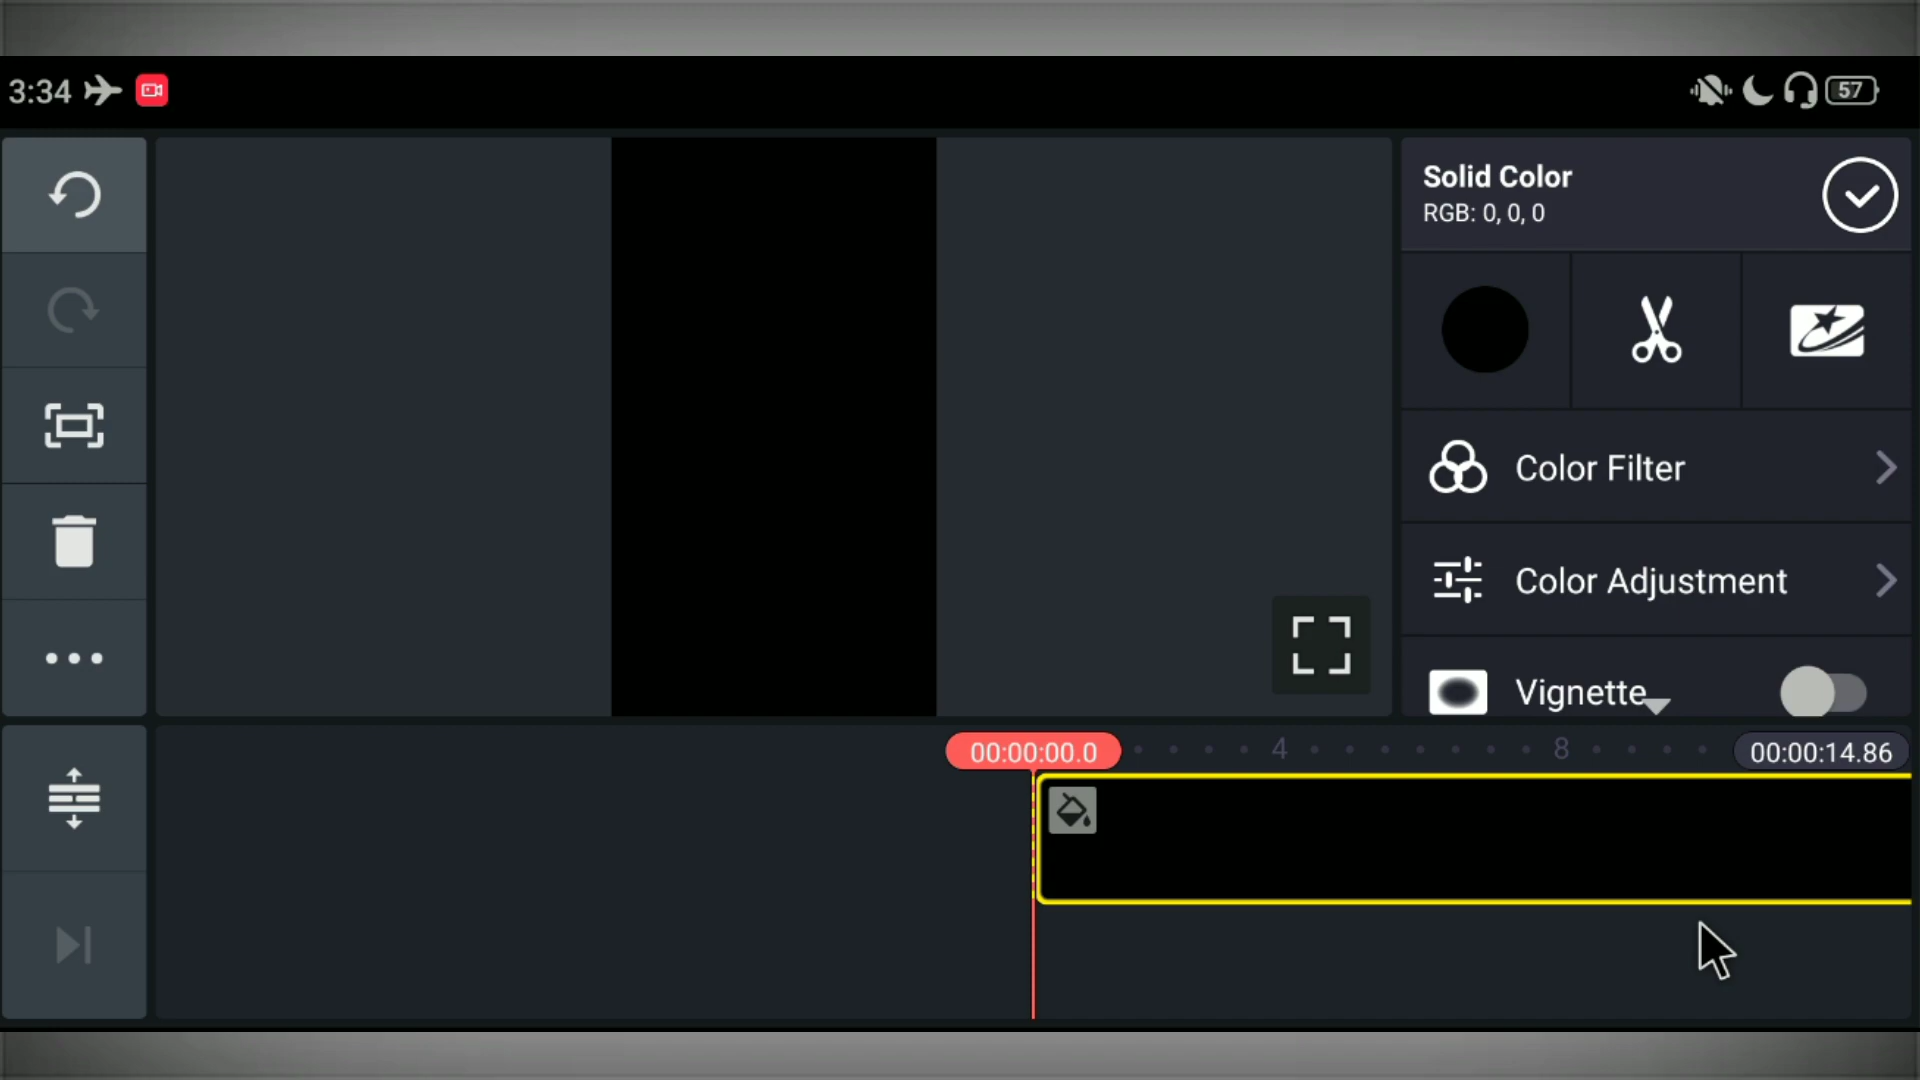 3:34
57
Solid Color
RGB: 0, 0, 0
Color Filter
Color Adjustment
Vignette
00:00:00.0
4
8
00:00:14.86